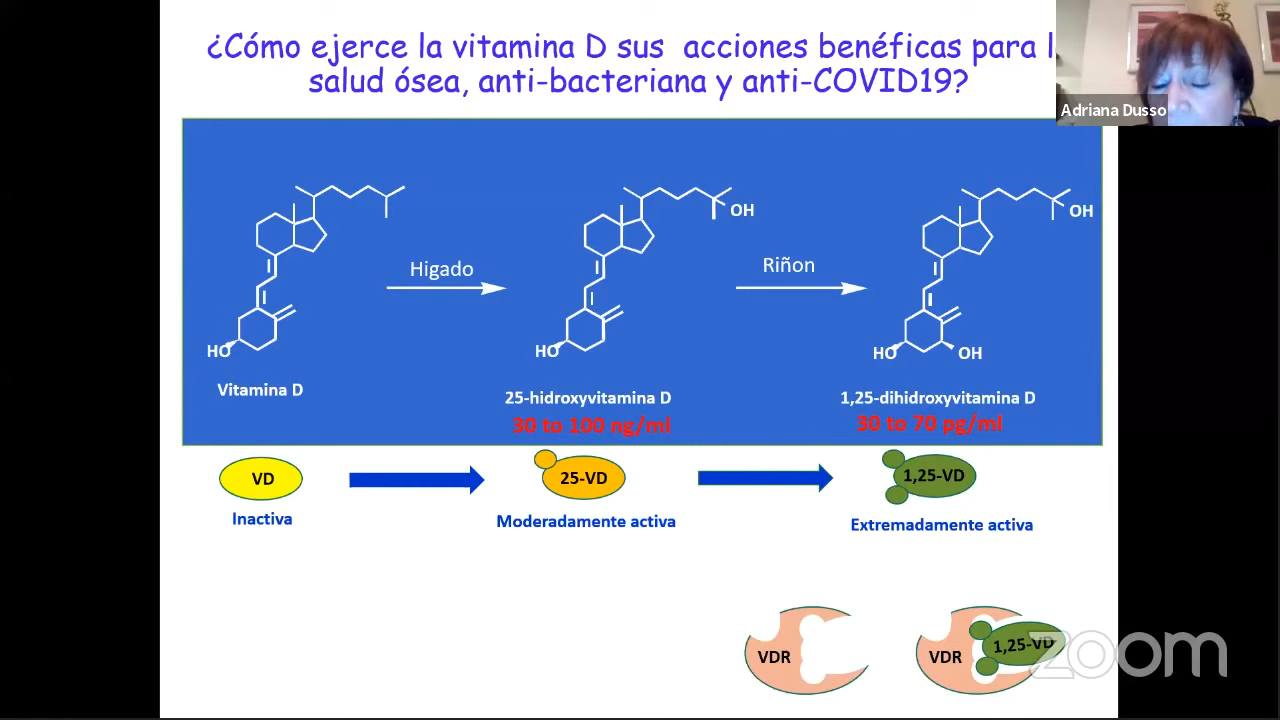 ¿Cómo ejerce la vitamina D sus acciones benéficas para l
salud ósea, anti-bacteriana y anti-COVID19?
Adriana Dusso
OH
OH
Higado
Riñon
HO
HO
HO
OH
Vitamina D
25-hidroxyvitamina D
1,25-dihidroxyvitamina D
30 to 100 ng/ml
30 to 70 pg/ml
VD
25-VD
1,25-VD
Inactiva
Moderadamente activa
Extremadamente activa
VDR
VDR
1,25-VD
zoom